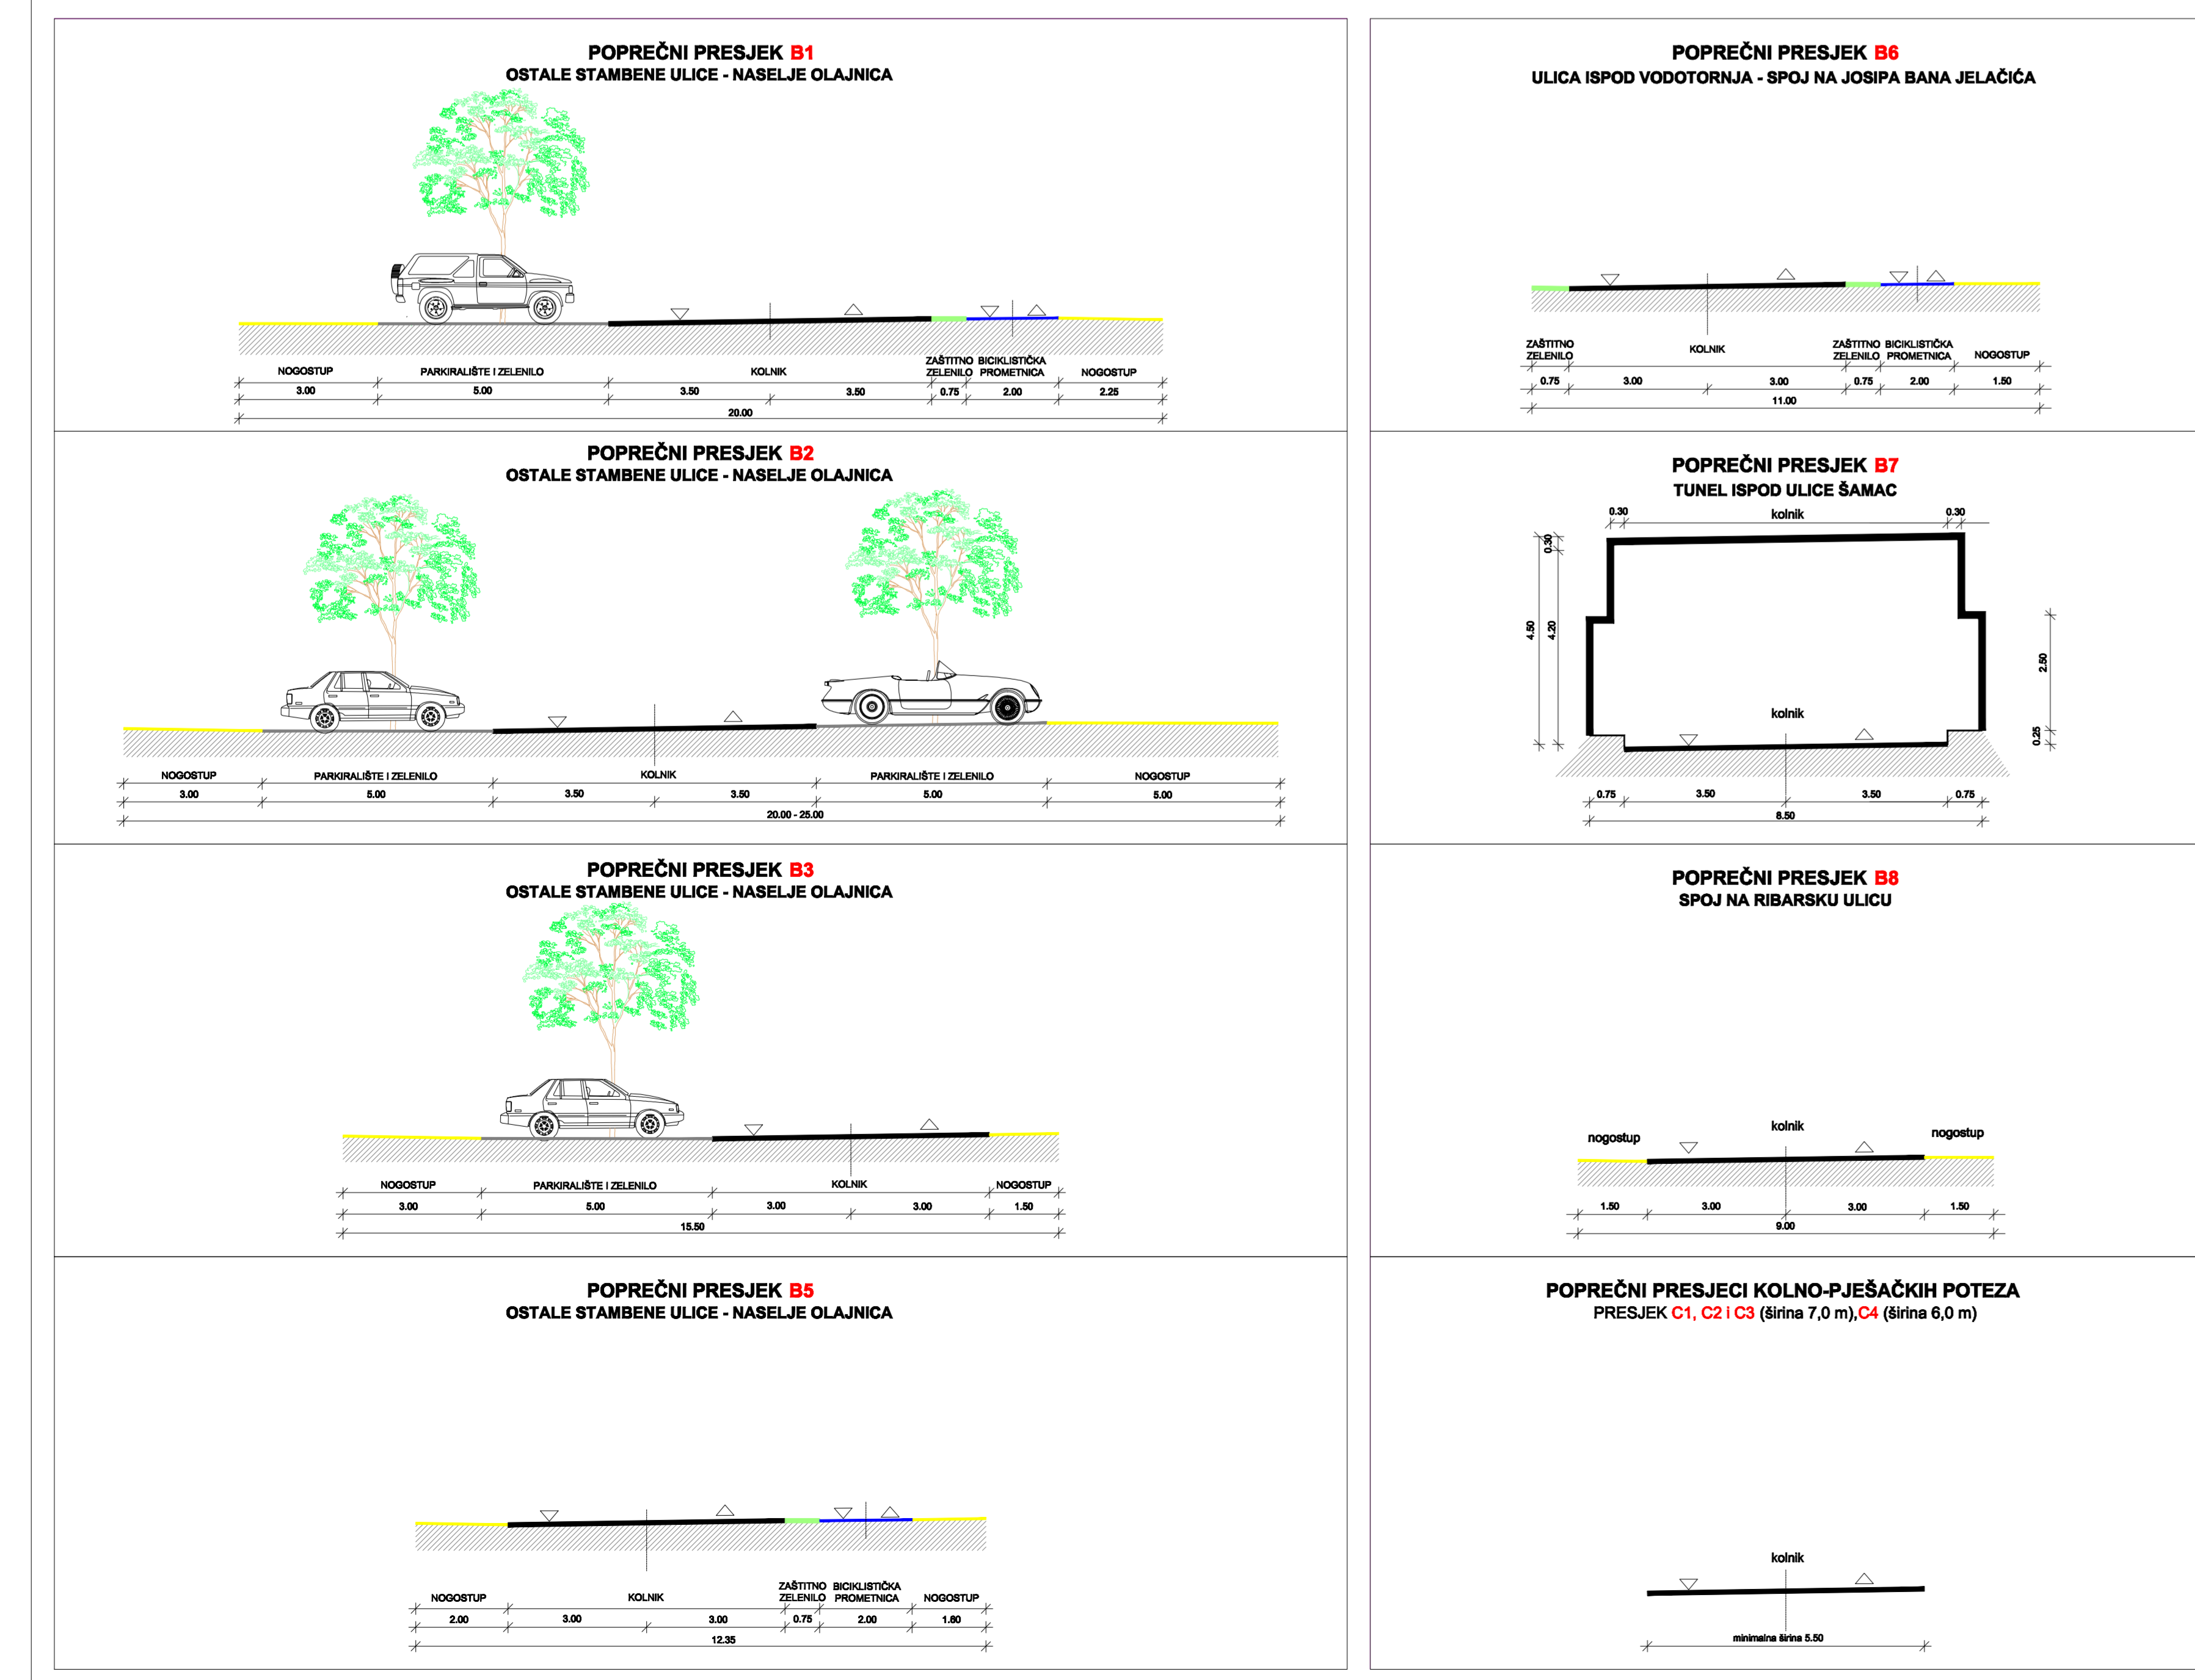 POPREČNI PRESJEK B1
OSTALE STAMBENE ULICE - NASELJE OLAJNICA
NOGOSTUP PARKIRALIŠTE I ZELENILO KOLNIK ZAŠTITNO ZELENILO BICIKLISTIČKA PROMETNICA NOGOSTUP
3.00 5.00 3.50 3.50 0.75 2.00 2.25
20.00
POPREČNI PRESJEK B2
OSTALE STAMBENE ULICE - NASELJE OLAJNICA
NOGOSTUP PARKIRALIŠTE I ZELENILO KOLNIK PARKIRALIŠTE I ZELENILO NOGOSTUP
3.00 5.00 3.50 3.50 5.00 5.00
20.00 - 25.00
POPREČNI PRESJEK B3
OSTALE STAMBENE ULICE - NASELJE OLAJNICA
NOGOSTUP PARKIRALIŠTE I ZELENILO KOLNIK NOGOSTUP
3.00 5.00 3.00 3.00 1.50
15.50
POPREČNI PRESJEK B5
OSTALE STAMBENE ULICE - NASELJE OLAJNICA
NOGOSTUP KOLNIK ZAŠTITNO ZELENILO BICIKLISTIČKA PROMETNICA NOGOSTUP
2.00 3.00 3.00 0.75 2.00 1.60
12.35
POPREČNI PRESJEK B6
ULICA ISPOD VODOTORNJA - SPOJ NA JOSIPA BANA JELAČIĆA
ZAŠTITNO ZELENILO KOLNIK ZAŠTITNO ZELENILO BICIKLISTIČKA PROMETNICA NOGOSTUP
0.75 3.00 3.00 0.75 2.00 1.50
11.00
POPREČNI PRESJEK B7
TUNEL ISPOD ULICE ŠAMAC
0.30 kolnik 0.30
0.30
4.50 4.20
2.50
kolnik
0.25
0.75 3.50 3.50 0.75
8.50
POPREČNI PRESJEK B8
SPOJ NA RIBARSKU ULICU
nogostup kolnik nogostup
1.50 3.00 3.00 1.50
9.00
POPREČNI PRESJECI KOLNO-PJEŠAČKIH POTEZA
PRESJEK C1, C2 i C3 (širina 7,0 m),C4 (širina 6,0 m)
kolnik
minimalna širina 5.50